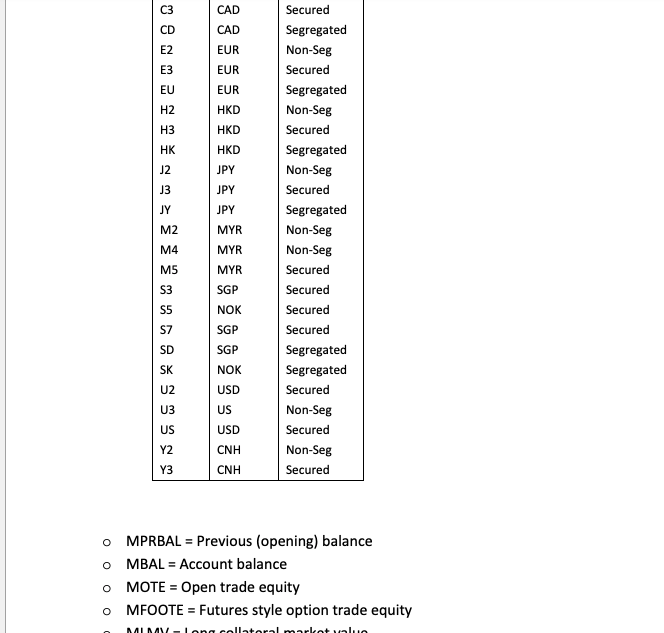 C3 CAD Secured
CD CAD Segregated
E2 EUR Non-Seg
E3 EUR Secured
EU EUR Segregated
H2 HKD Non-Seg
H3 HKD Secured
HK HKD Segregated
J2 JPY Non-Seg
J3 JPY Secured
JY JPY Segregated
M2 MYR Non-Seg
M4 MYR Non-Seg
M5 MYR Secured
S3 SGP Secured
S5 NOK Secured
S7 SGP Secured
SD SGP Segregated
SK NOK Segregated
U2 USD Secured
U3 US Non-Seg
US USD Secured
Y2 CNH Non-Seg
Y3 CNH Secured
o MPRBAL = Previous (opening) balance
o MBAL = Account balance
o MOTE = Open trade equity
o MFOOTE = Futures style option trade equity
o MLMV = Long collateral market value